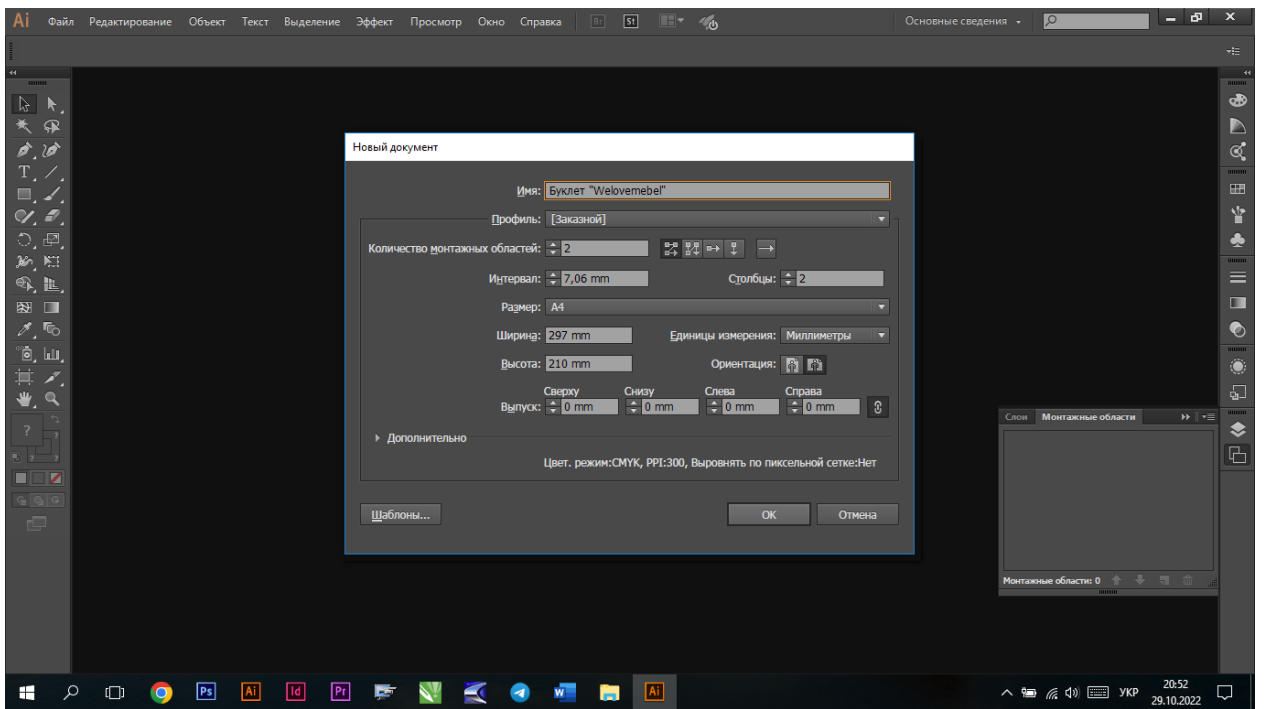 Ai Файл Редактирование Объект Текст Выделение Эффект Просмотр Окно Справка Br St Основные сведения
Новый документ
Имя: Буклет "Welovemebel"
Профиль: [Заказной]
Количество монтажных областей: 2
Интервал: 7,06 mm Столбцы: 2
Размер: A4
Ширина: 297 mm Единицы измерения: Миллиметры
Высота: 210 mm Ориентация:
Сверху Снизу Слева Справа
Выпуск: 0 mm 0 mm 0 mm 0 mm
Дополнительно
Цвет. режим:CMYK, PPI:300, Выровнять по пиксельной сетке:Нет
Шаблоны... ОК Отмена
Слои Монтажные области
Монтажные области: 0
Ps Ai Id Pr W Ai УКР 20:52
29.10.2022